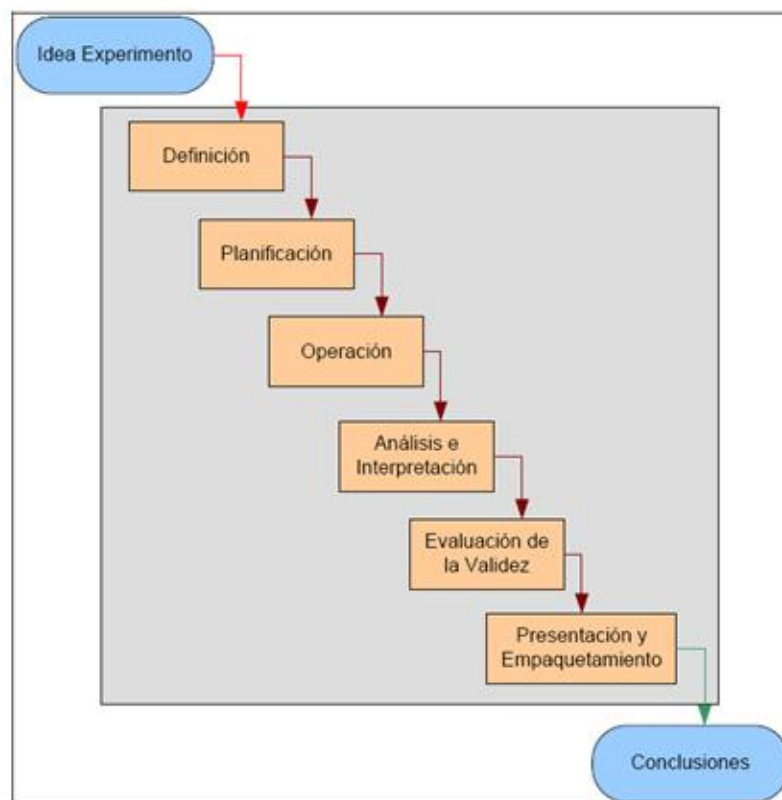 Idea Experimento
Definición
Planificación
Operación
Análisis e
Interpretación
Evaluación de
la Validez
Presentación y
Empaquetamiento
Conclusiones